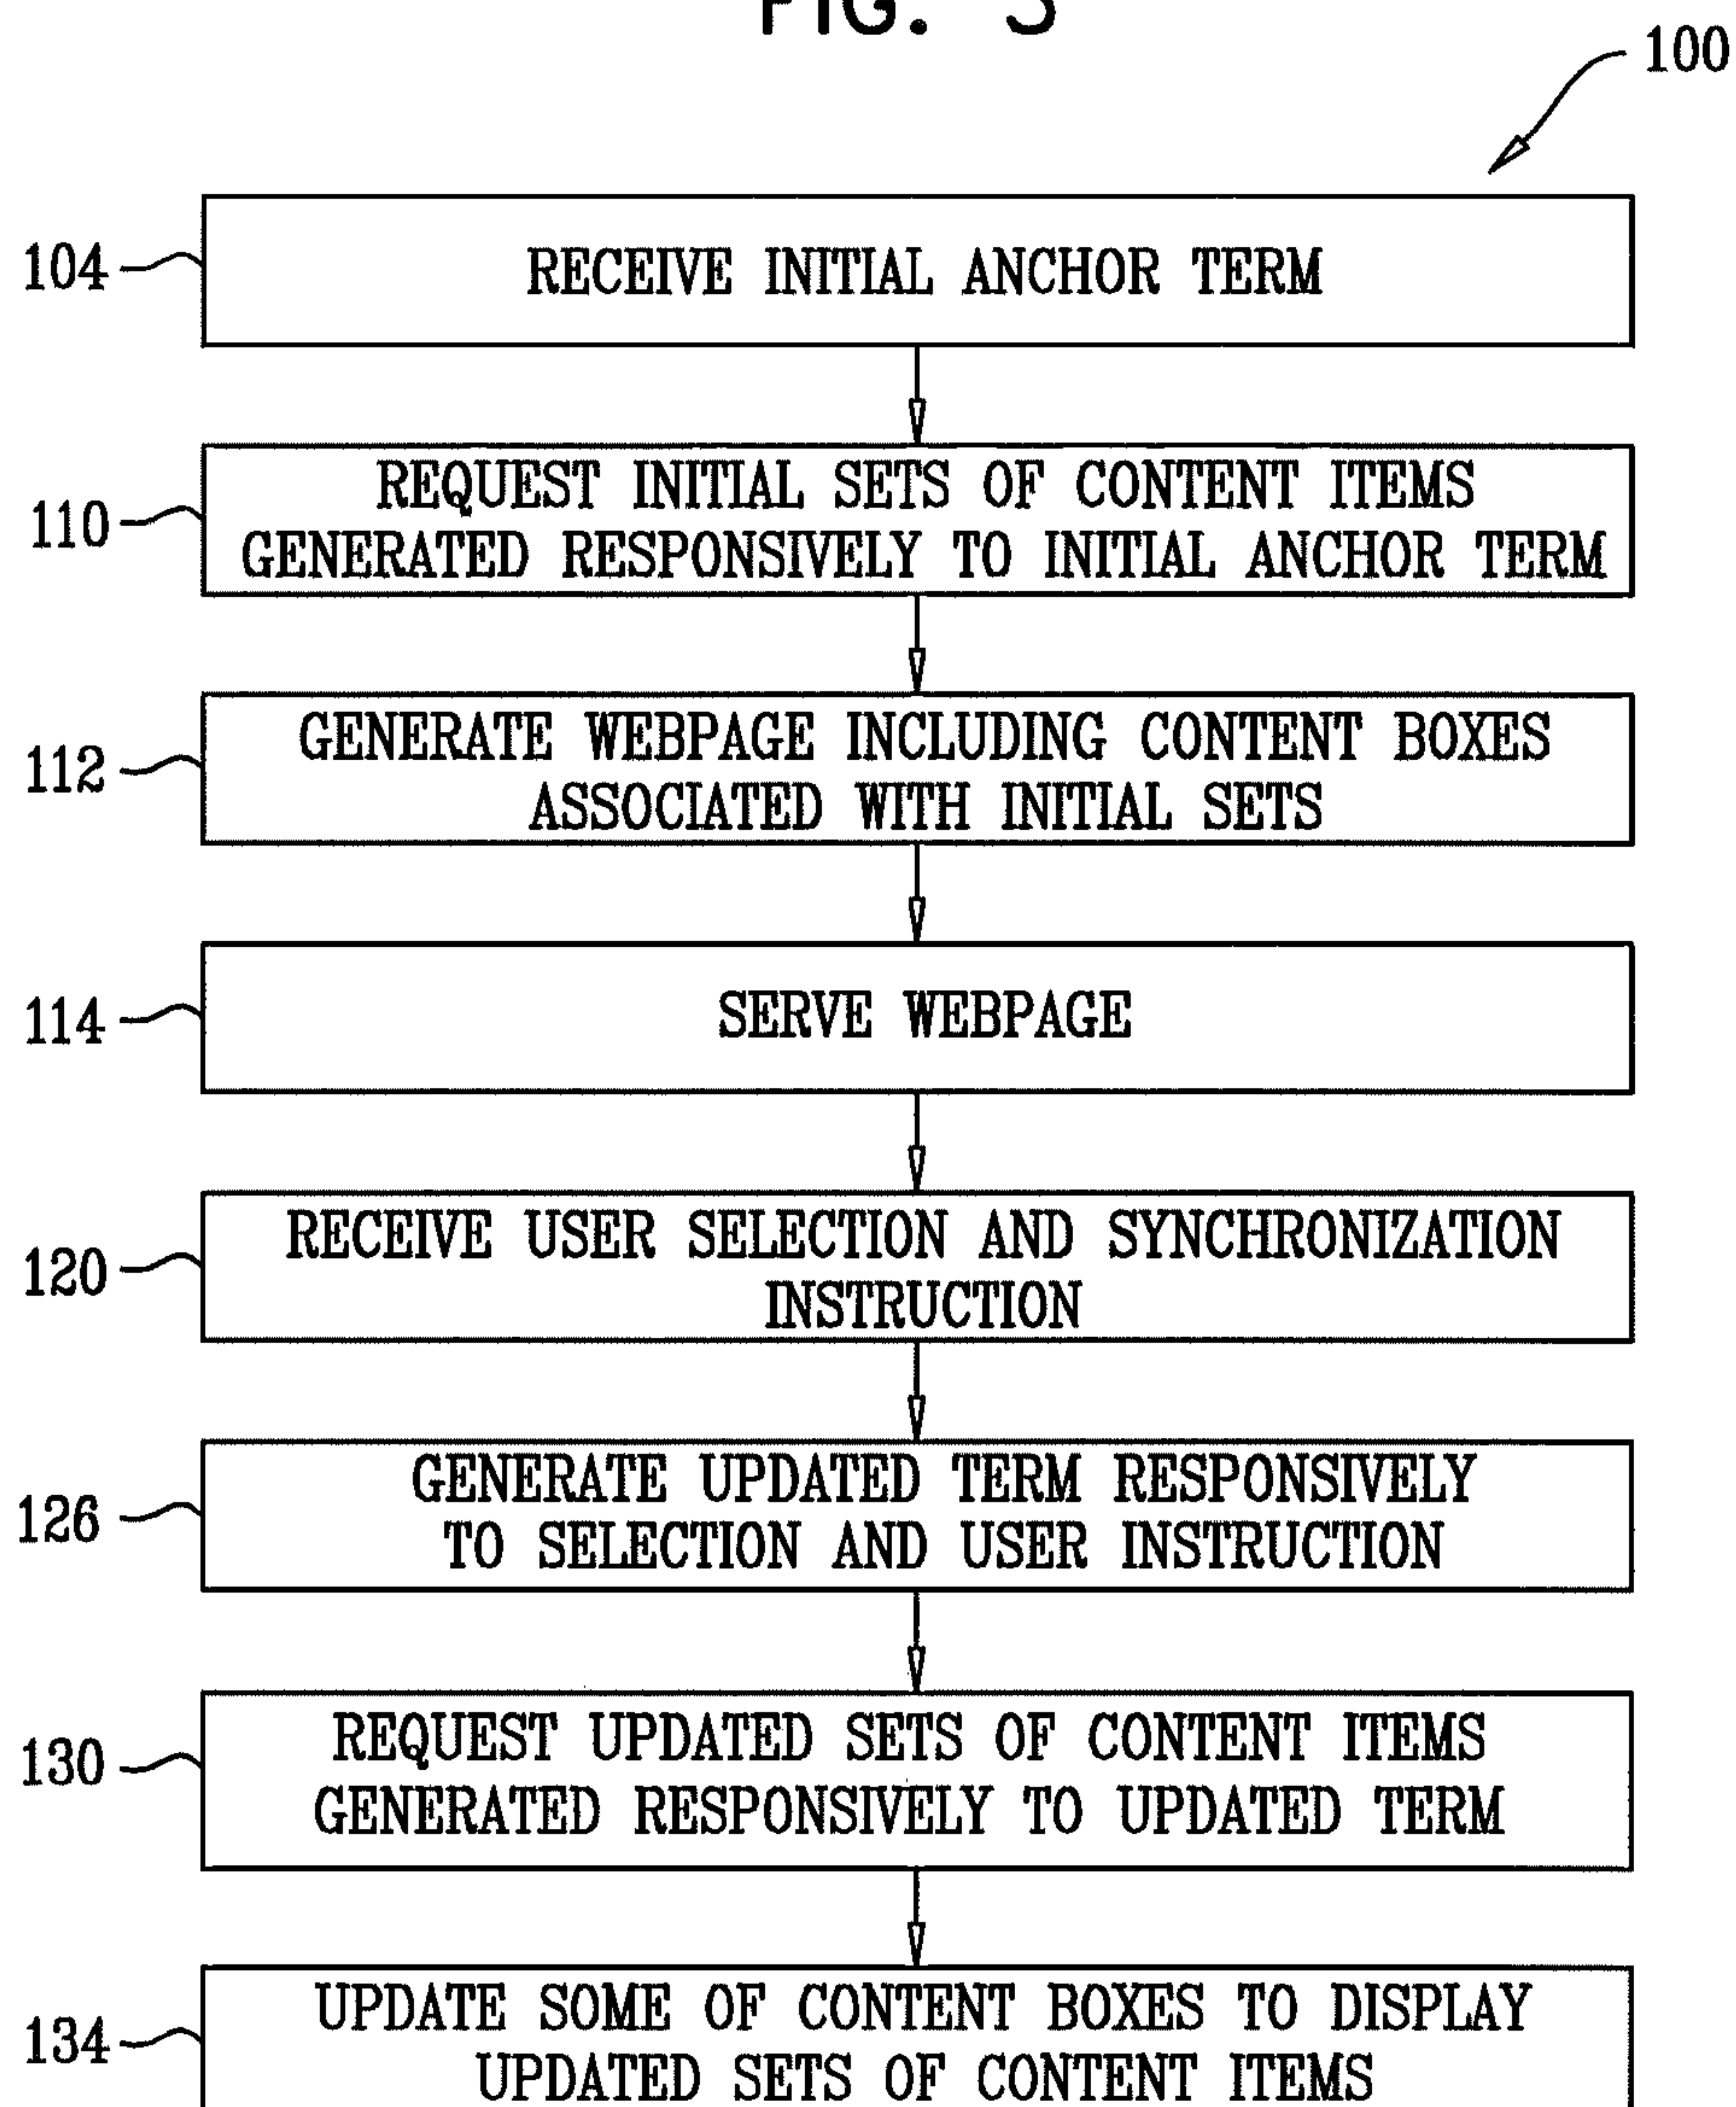 FIG. 3
100
104
RECEIVE INITIAL ANCHOR TERM
110
REQUEST INITIAL SETS OF CONTENT ITEMS
GENERATED RESPONSIVELY TO INITIAL ANCHOR TERM
112
GENERATE WEBPAGE INCLUDING CONTENT BOXES
ASSOCIATED WITH INITIAL SETS
114
SERVE WEBPAGE
120
RECEIVE USER SELECTION AND SYNCHRONIZATION
INSTRUCTION
126
GENERATE UPDATED TERM RESPONSIVELY
TO SELECTION AND USER INSTRUCTION
130
REQUEST UPDATED SETS OF CONTENT ITEMS
GENERATED RESPONSIVELY TO UPDATED TERM
134
UPDATE SOME OF CONTENT BOXES TO DISPLAY
UPDATED SETS OF CONTENT ITEMS